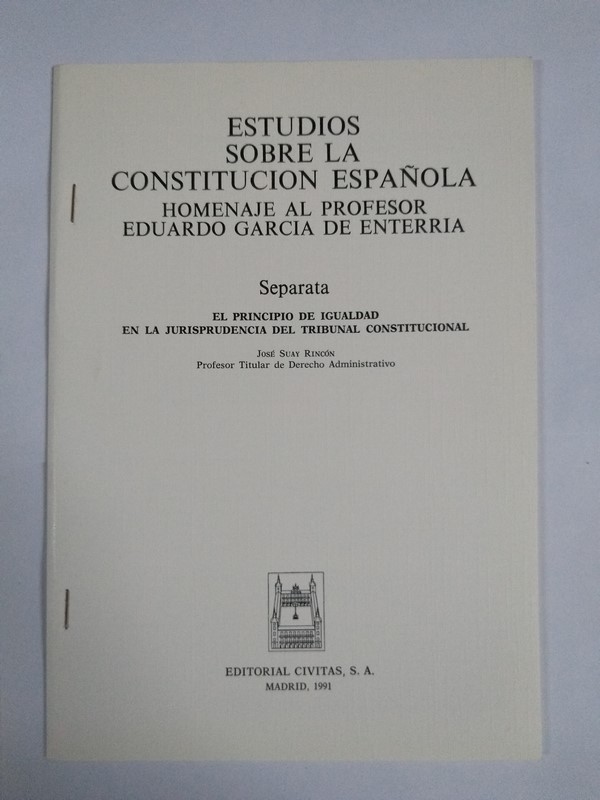 ESTUDIOS
SOBRE LA
CONSTITUCION ESPAÑOLA
HOMENAJE AL PROFESOR
EDUARDO GARCIA DE ENTERRIA
Separata
EL PRINCIPIO DE IGUALDAD
EN LA JURISPRUDENCIA DEL TRIBUNAL CONSTITUCIONAL
JOSÉ SUAY RINCÓN
Profesor Titular de Derecho Administrativo
EDITORIAL CIVITAS, S. A.
MADRID, 1991